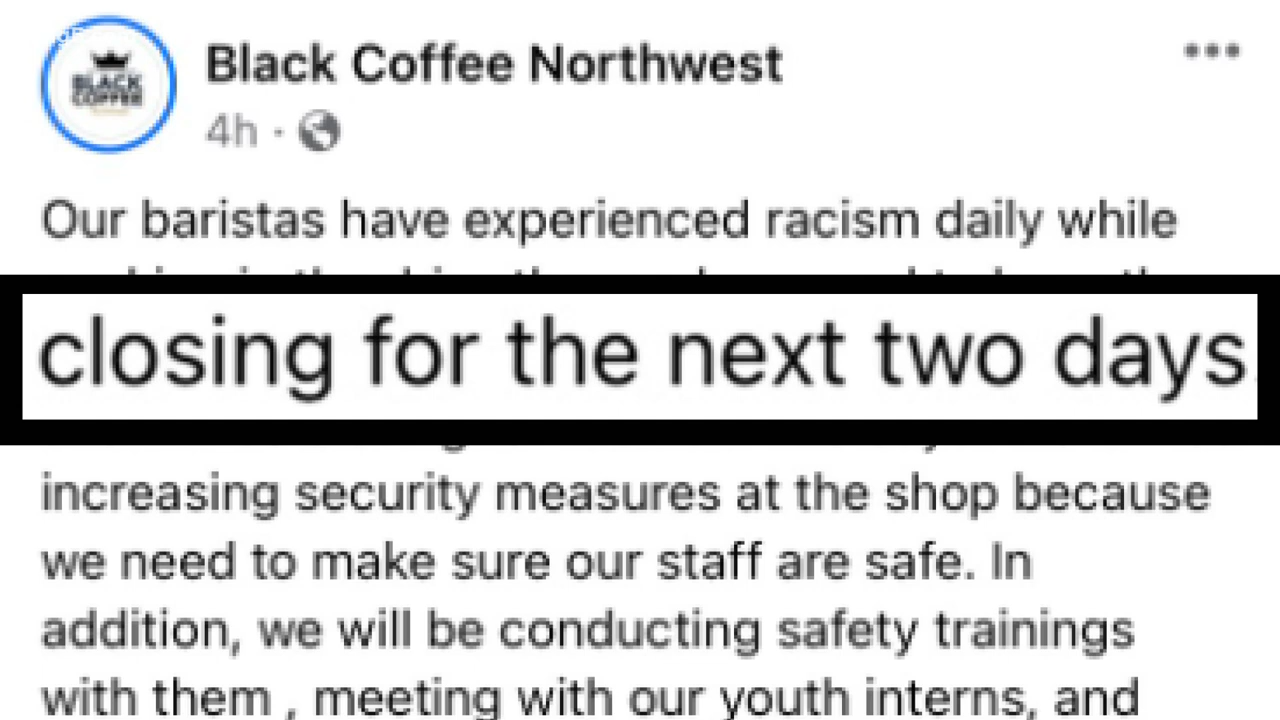 BLACK
COFFEE
Black Coffee Northwest
4h ·
Our baristas have experienced racism daily while
closing for the next two days
increasing security measures at the shop because
we need to make sure our staff are safe. In
addition, we will be conducting safety trainings
with them , meeting with our youth interns, and